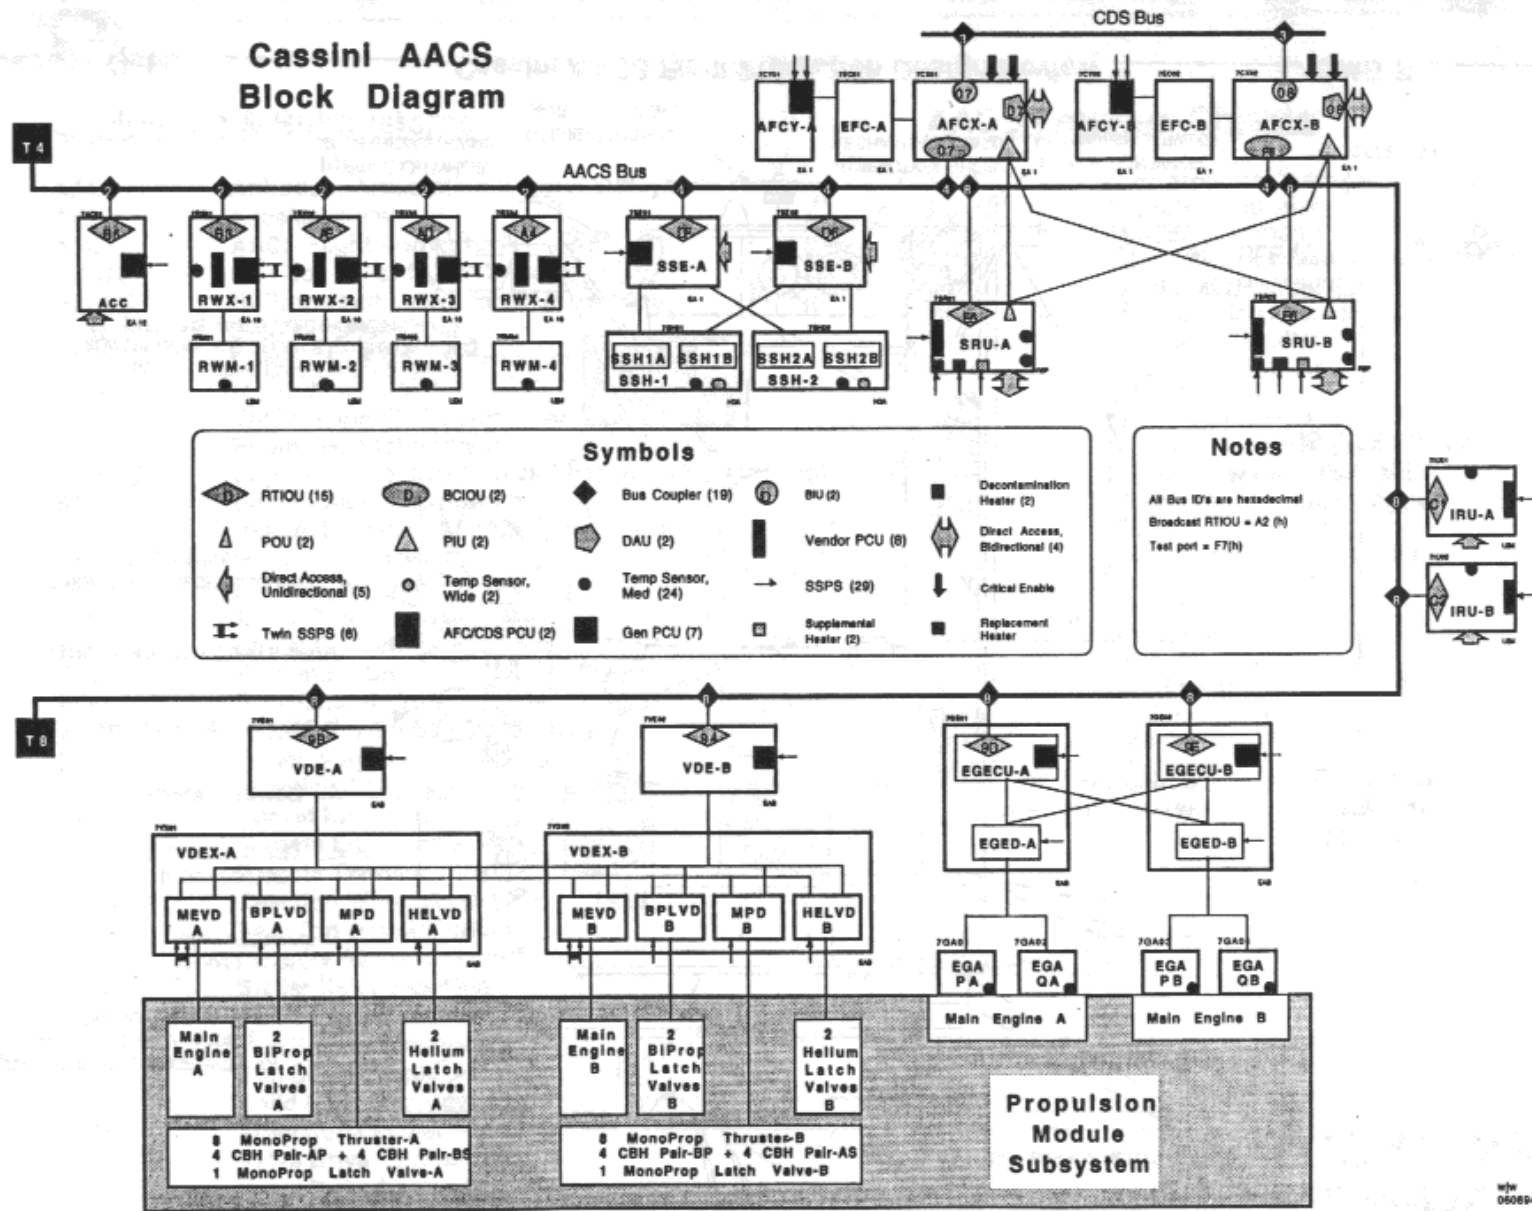 Cassini AACS
Block Diagram
CDS Bus
T 4
AACS Bus
AFCY-A
EFC-A
AFCX-A
AFCY-B
EFC-B
AFCX-B
07
07
ACC
RWX-1
RWX-2
RWX-3
RWX-4
SSE-A
SSE-B
RWM-1
RWM-2
RWM-3
RWM-4
SSH1A
SSH1B
SSH-1
SSH2A
SSH2B
SSH-2
SRU-A
SRU-B
Symbols
RTIOU (15)
BCIOU (2)
Bus Coupler (19)
BIU (2)
Decontamination
Heater (2)
POU (2)
PIU (2)
DAU (2)
Vendor PCU (8)
Direct Access,
Bidirectional (4)
Direct Access,
Unidirectional (5)
Temp Sensor,
Wide (2)
Temp Sensor,
Med (24)
SSPS (29)
Critical Enable
Twin SSPS (6)
AFC/CDS PCU (2)
Gen PCU (7)
Supplemental
Heater (2)
Replacement
Heater
Notes
All Bus ID's are hexadecimal
Broadcast RTIOU = A2 (h)
Test port = F7(h)
IRU-A
IRU-B
T 8
9B
VDE-A
9A
VDE-B
9D
EGECU-A
9E
EGECU-B
EGED-A
EGED-B
VDEX-A
MEVD
A
BPLVD
A
MPD
A
HELVD
A
VDEX-B
MEVD
B
BPLVD
B
MPD
B
HELVD
B
EGA
PA
EGA
QA
EGA
PB
EGA
QB
Main Engine A
Main Engine B
Main
Engine
A
2
BiProp
Latch
Valves
A
2
Helium
Latch
Valves
A
Main
Engine
B
2
BiProp
Latch
Valves
B
2
Helium
Latch
Valves
B
8 MonoProp Thruster-A
4 CBH Pair-AP + 4 CBH Pair-BS
1 MonoProp Latch Valve-A
8 MonoProp Thruster-B
4 CBH Pair-BP + 4 CBH Pair-AS
1 MonoProp Latch Valve-B
Propulsion
Module
Subsystem
wjw